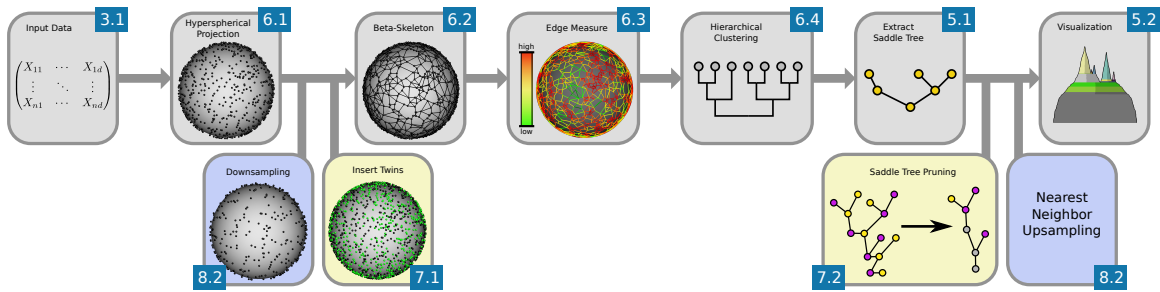 3.1
Input Data
X11 ⋯ X1d
⋮ ⋱ ⋮
Xn1 ⋯ Xnd
6.1
Hyperspherical
Projection
6.2
Beta-Skeleton
6.3
Edge Measure
high
low
6.4
Hierarchical
Clustering
5.1
Extract
Saddle Tree
5.2
Visualization
Downsampling
8.2
Insert Twins
7.1
Saddle Tree Pruning
7.2
Nearest
Neighbor
Upsampling
8.2